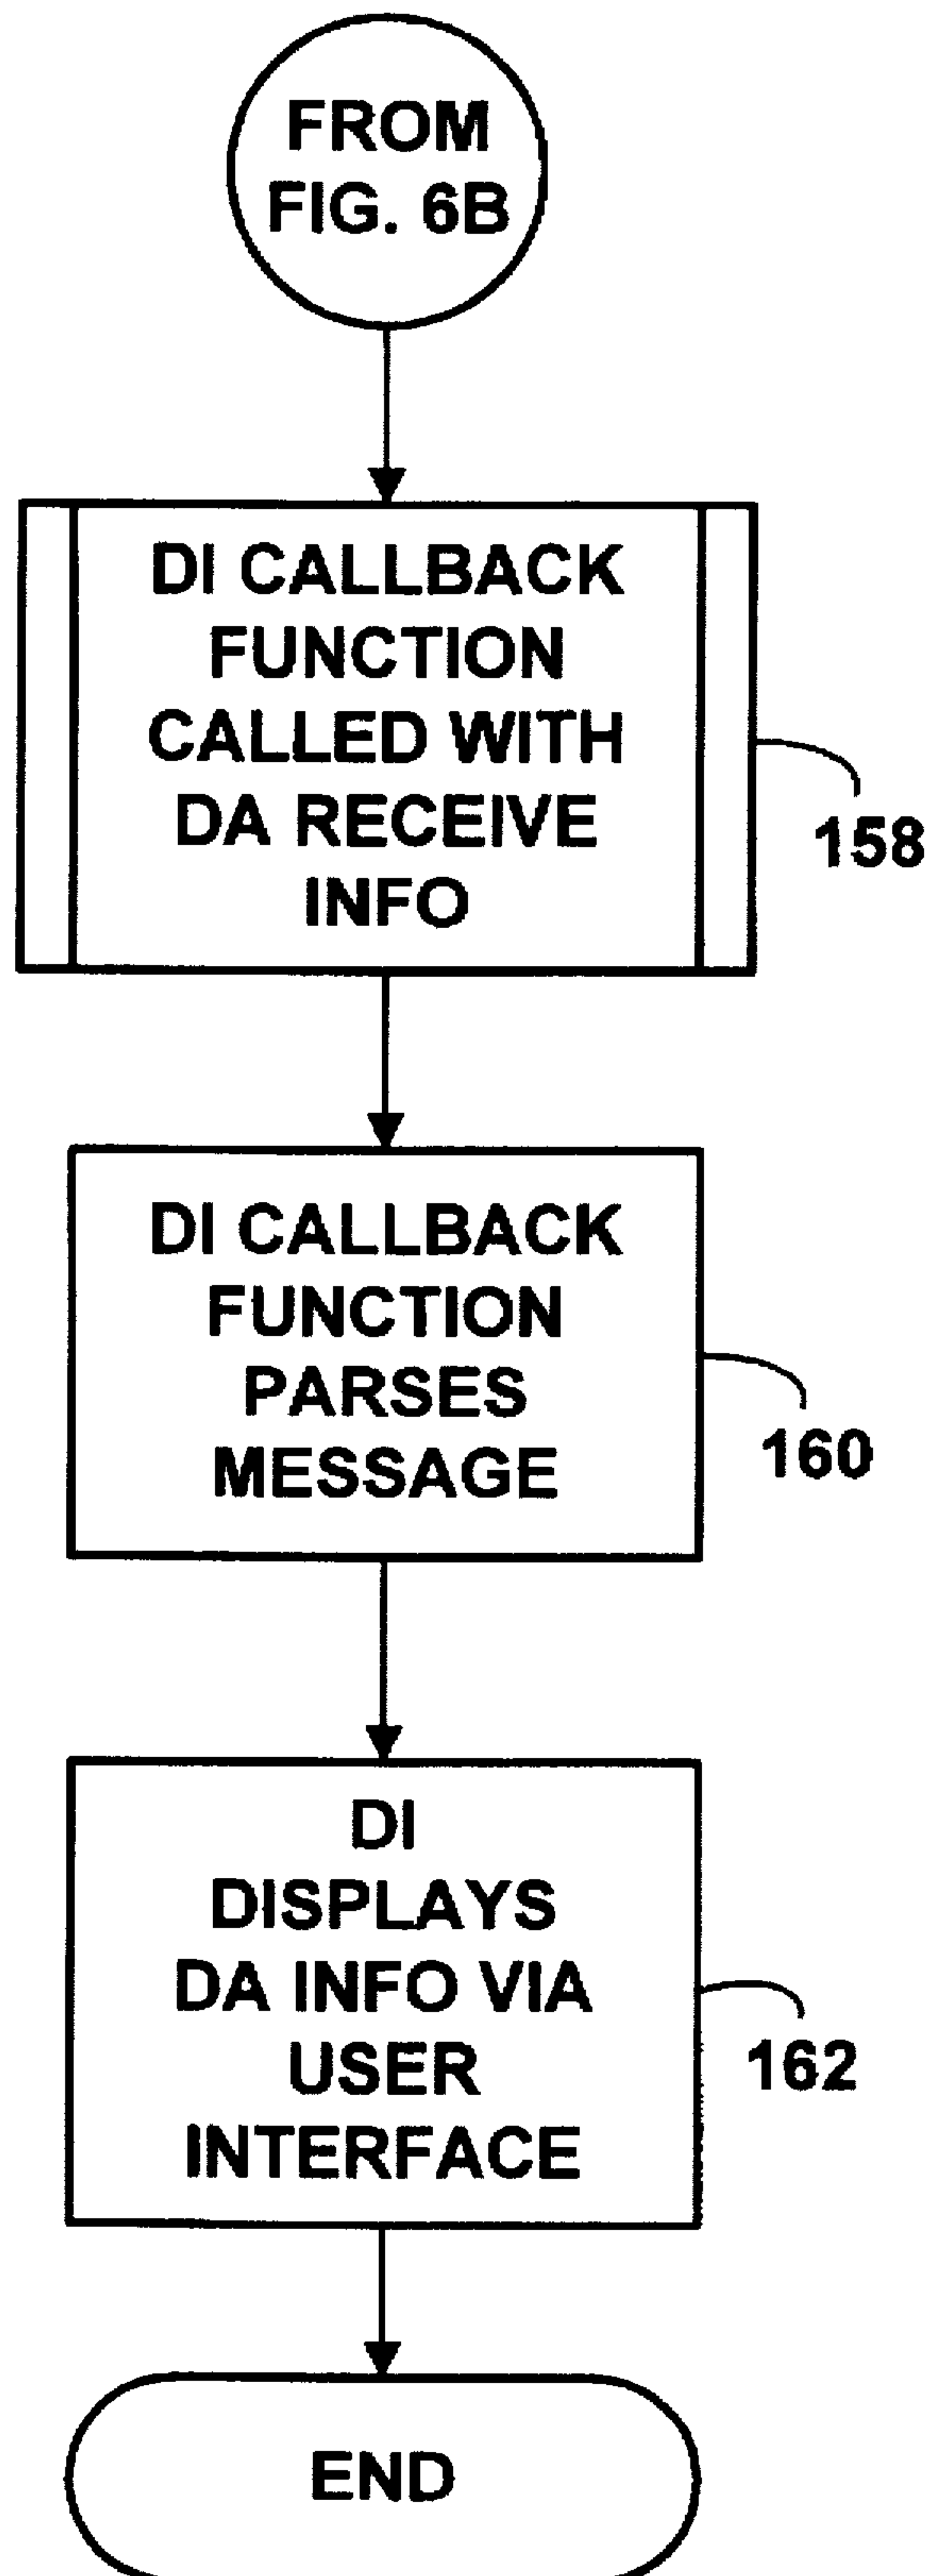 FROM
FIG. 6B
DI CALLBACK
FUNCTION
CALLED WITH
DA RECEIVE
INFO
158
DI CALLBACK
FUNCTION
PARSES
MESSAGE
160
DI
DISPLAYS
DA INFO VIA
USER
INTERFACE
162
END